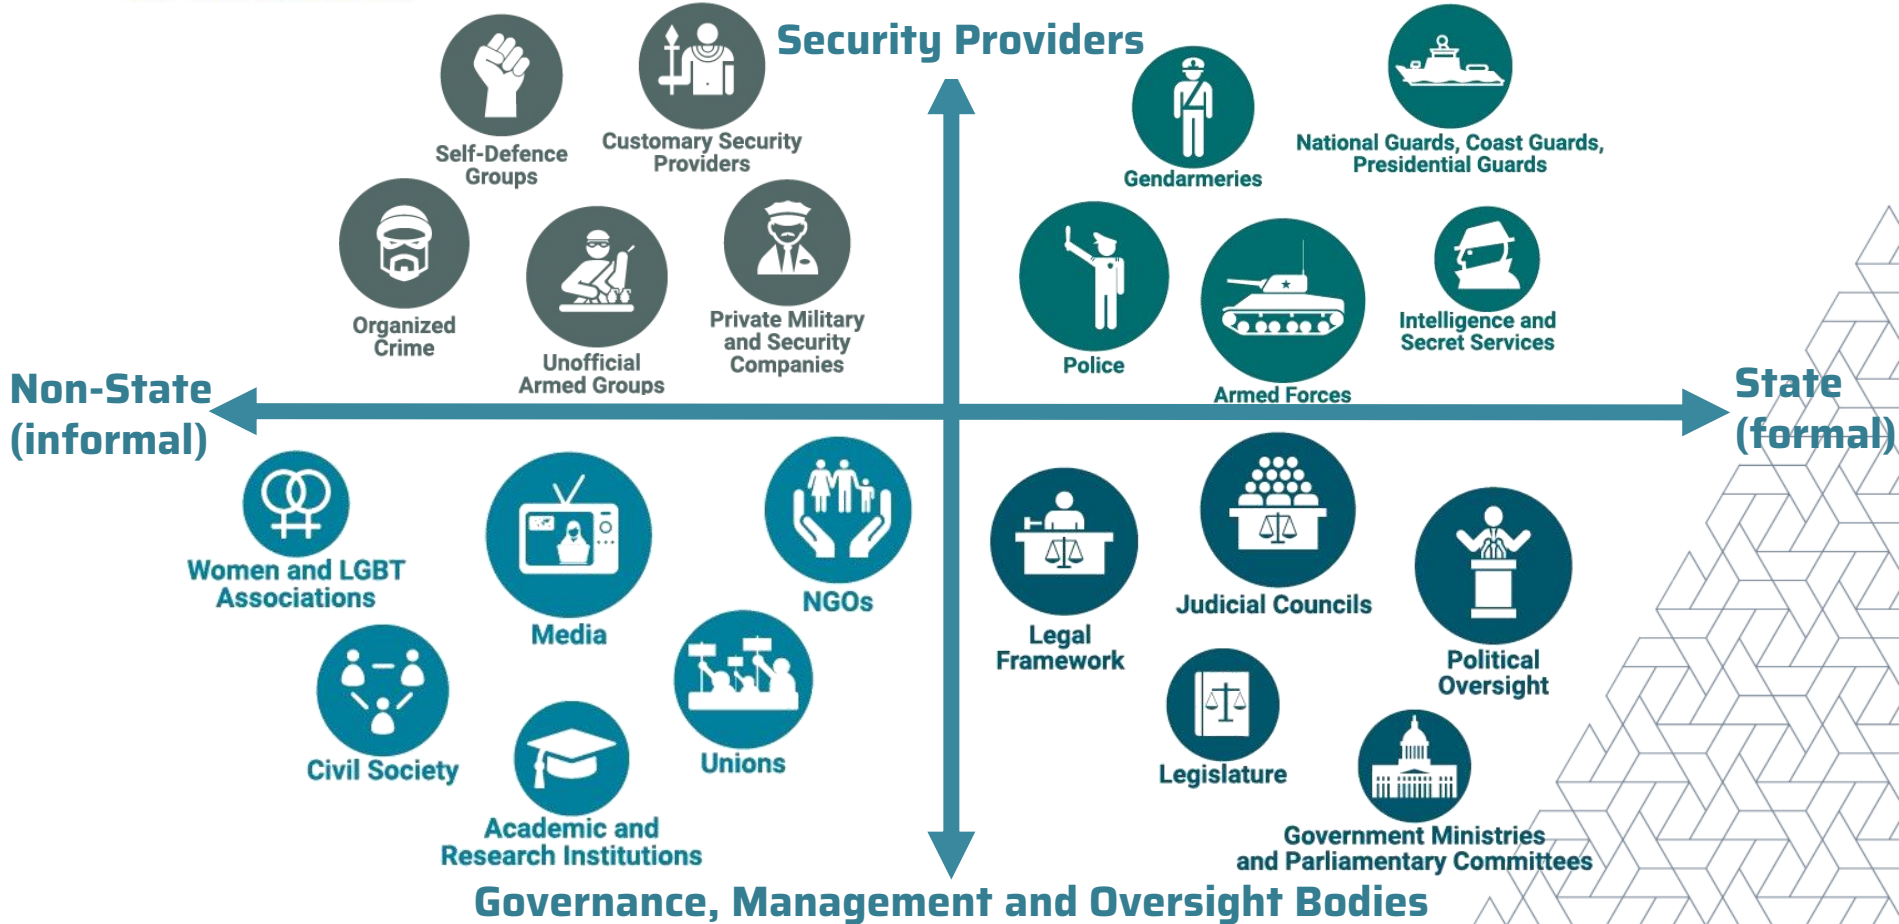 Security Providers
Self-Defence
Groups
Customary Security
Providers
Organized
Crime
Unofficial
Armed Groups
Private Military
and Security
Companies
Gendarmeries
National Guards, Coast Guards,
Presidential Guards
Police
Armed Forces
Intelligence and
Secret Services
Non-State
(informal)
State
(formal)
Women and LGBT
Associations
Media
NGOs
Civil Society
Academic and
Research Institutions
Unions
Legal
Framework
Judicial Councils
Political
Oversight
Legislature
Government Ministries
and Parliamentary Committees
Governance, Management and Oversight Bodies